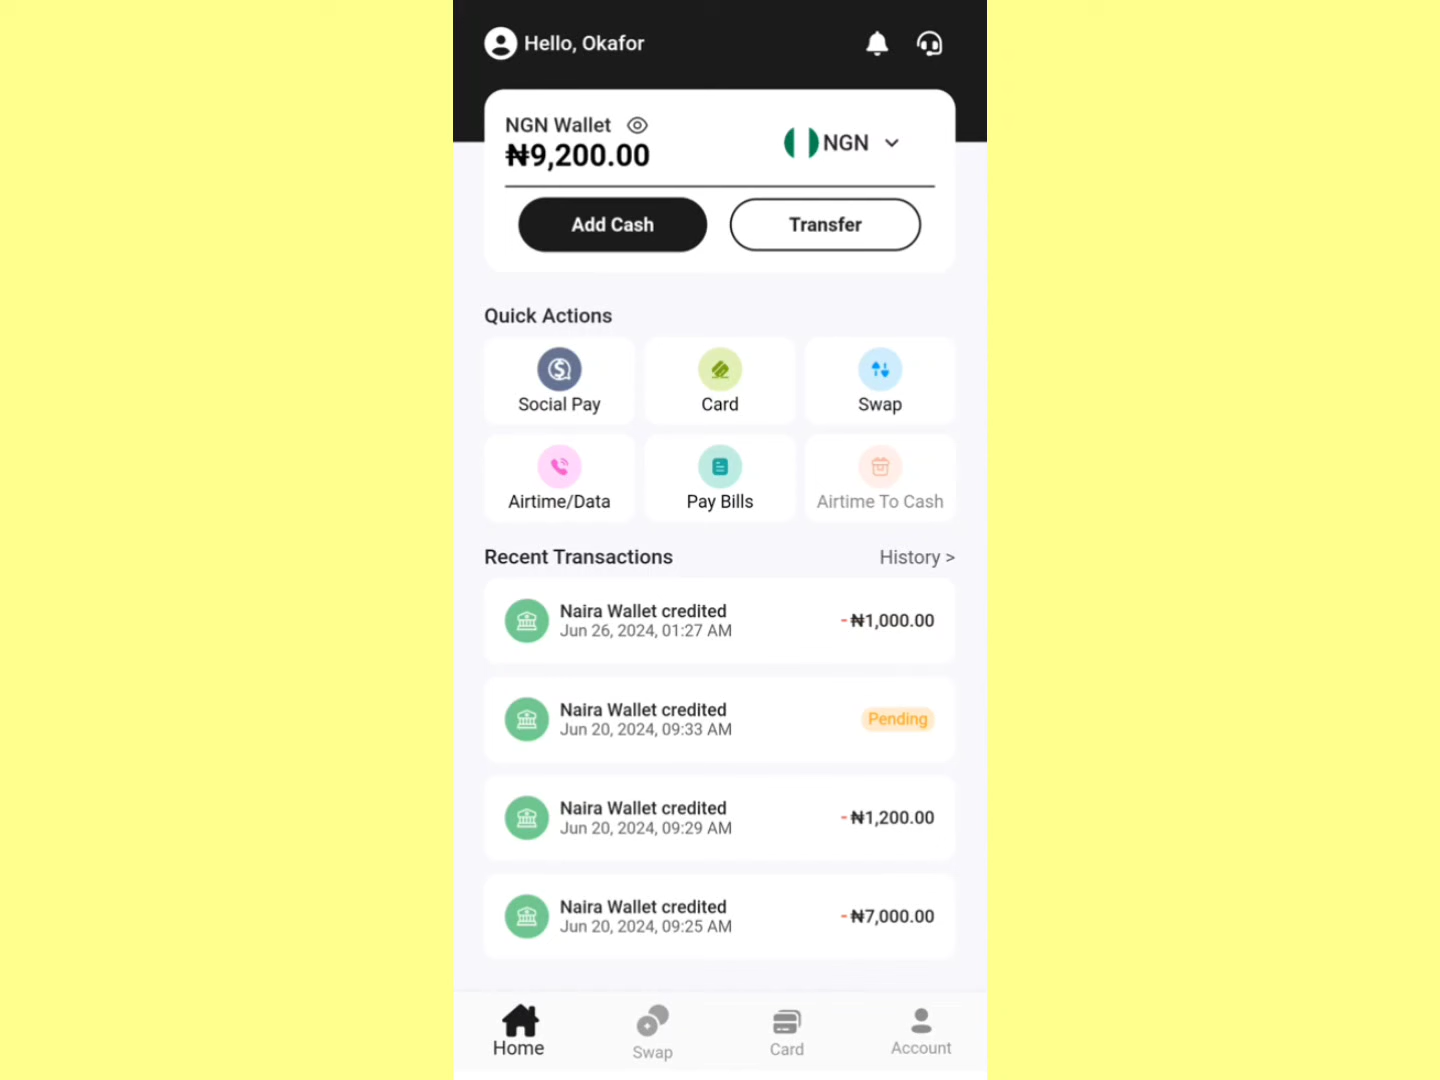 Hello, Okafor
NGN Wallet
₦9,200.00
NGN
Add Cash
Transfer
Quick Actions
Social Pay
Card
Swap
Airtime/Data
Pay Bills
Airtime To Cash
Recent Transactions
History >
Naira Wallet credited
Jun 26, 2024, 01:27 AM
-₦1,000.00
Naira Wallet credited
Jun 20, 2024, 09:33 AM
Pending
Naira Wallet credited
Jun 20, 2024, 09:29 AM
-₦1,200.00
Naira Wallet credited
Jun 20, 2024, 09:25 AM
-₦7,000.00
Home
Swap
Card
Account